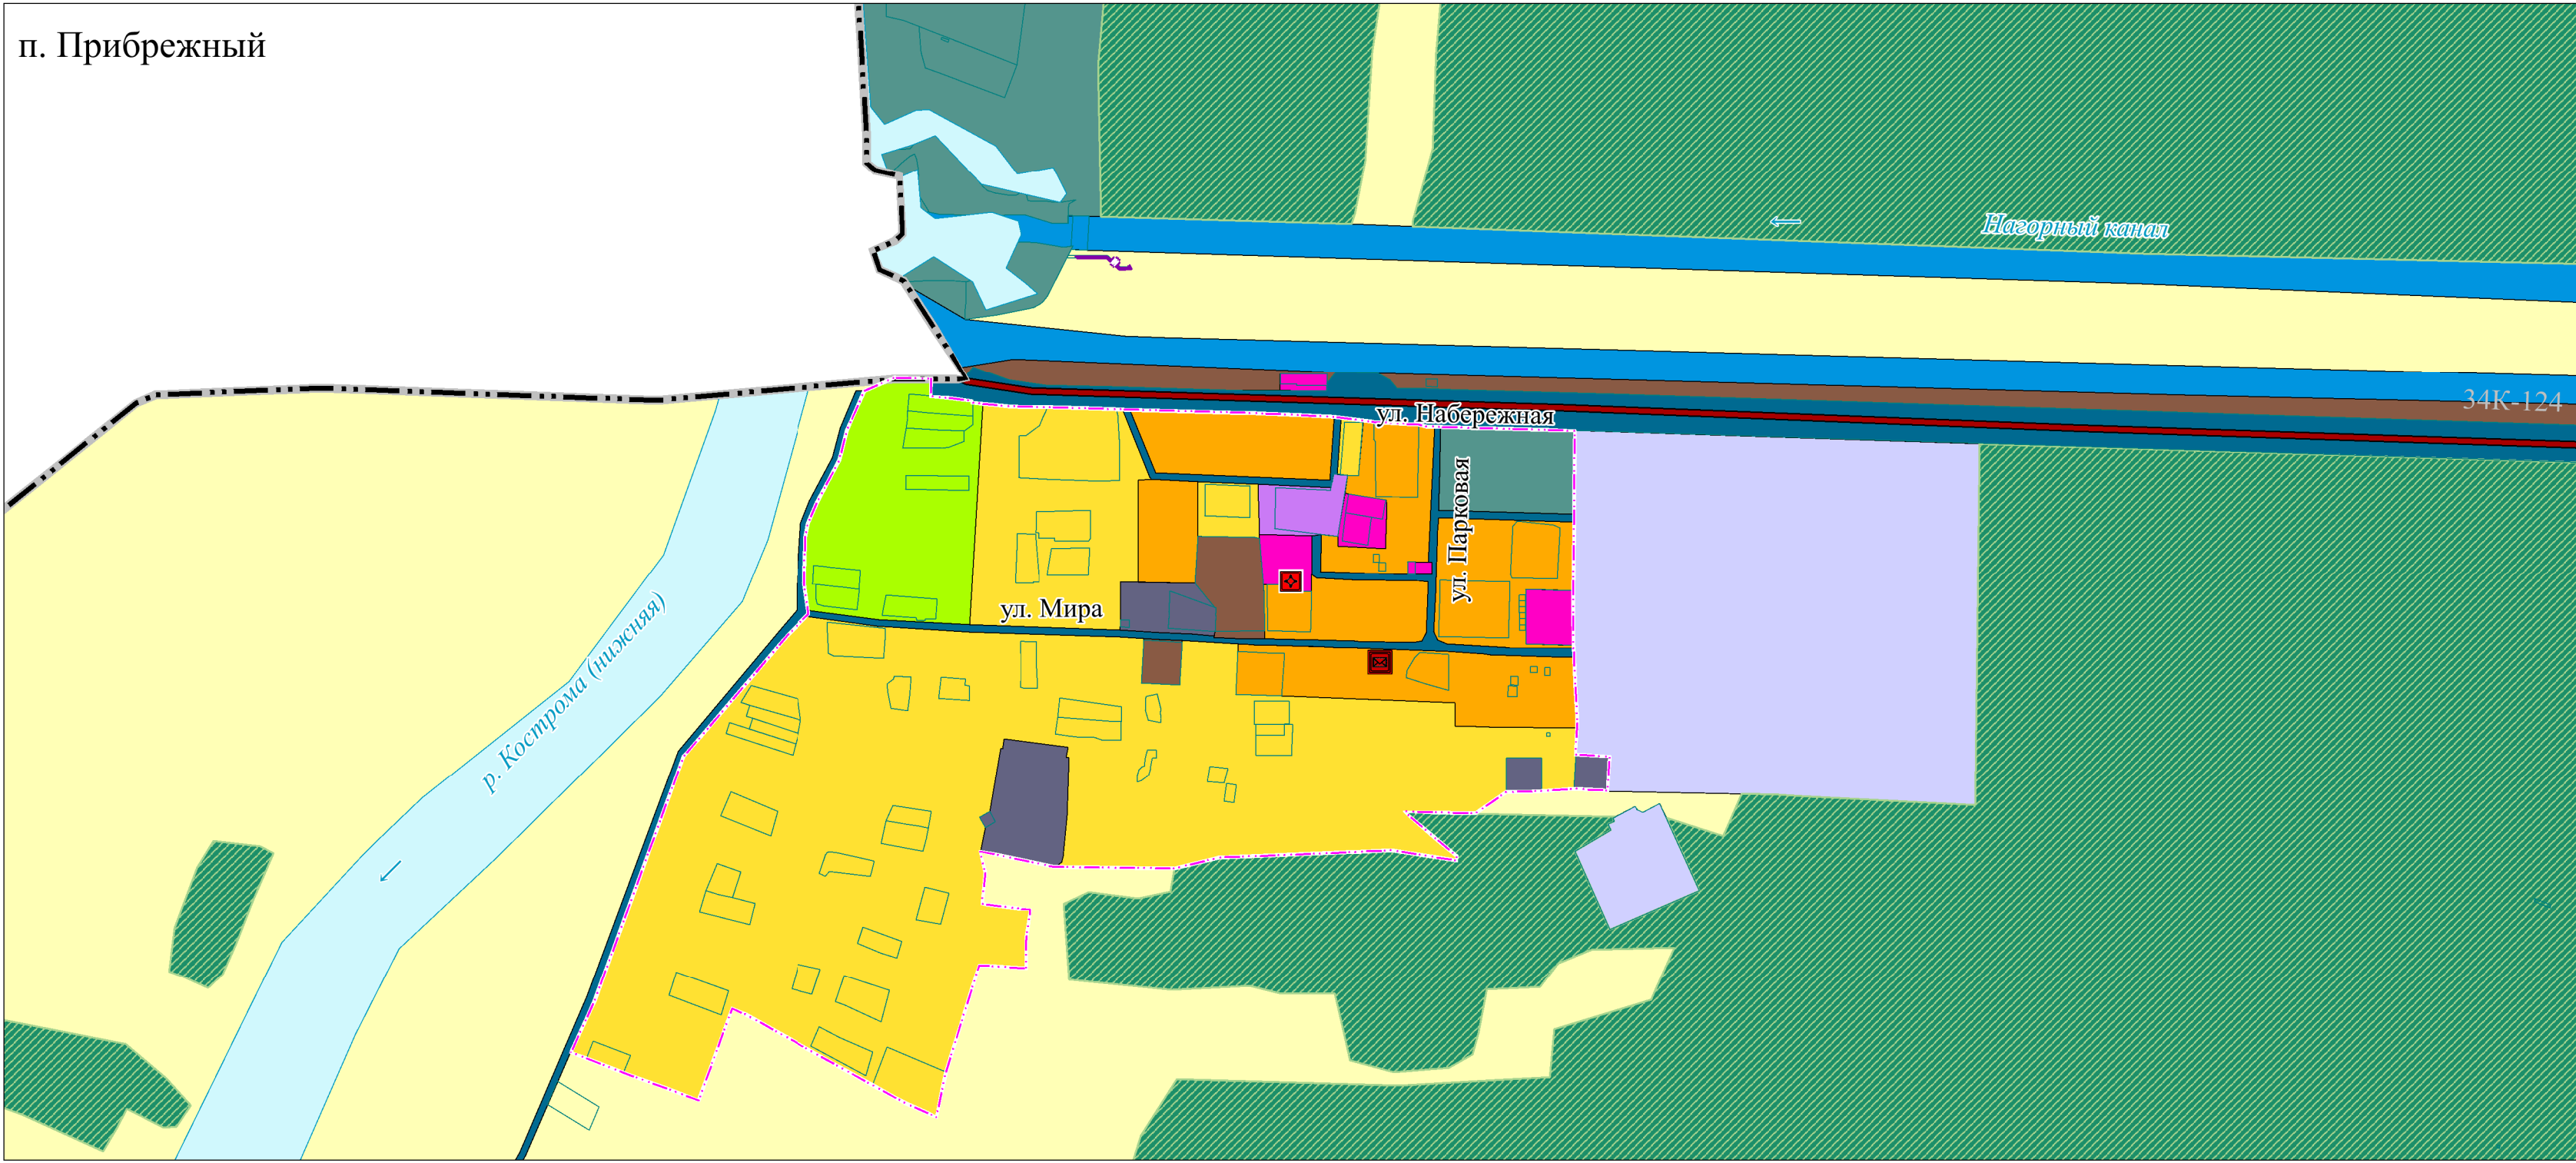 п. Прибрежный
Нагорный канал
34К-124
ул. Набережная
ул. Парковая
ул. Мира
р. Кострома (нижняя)